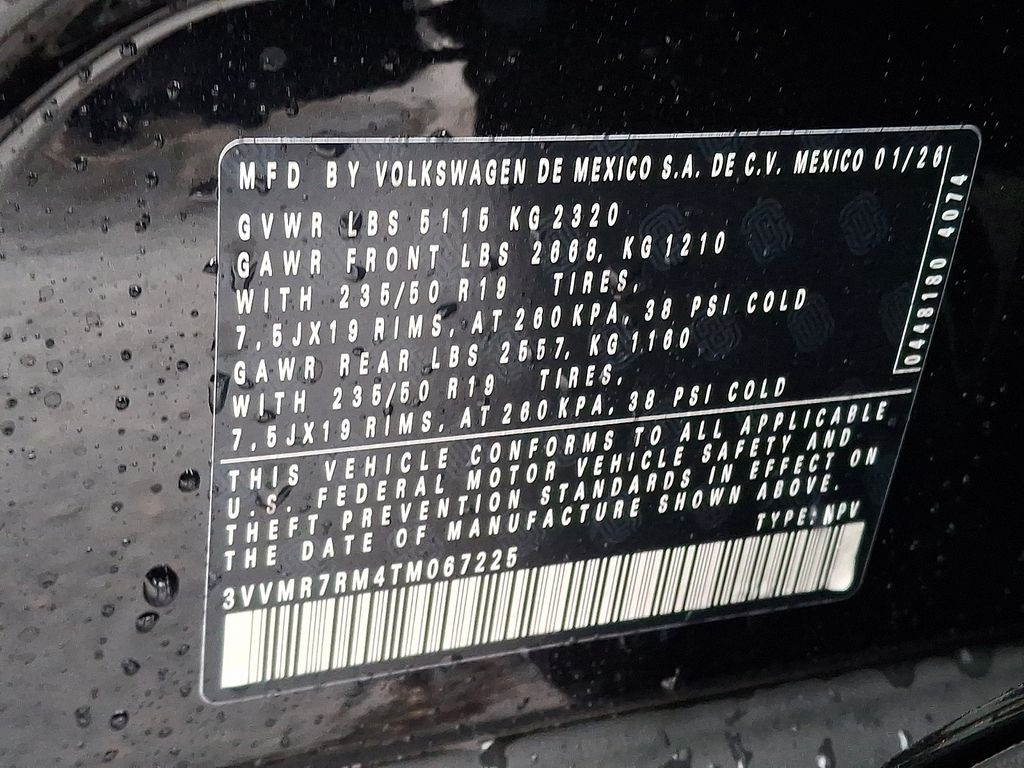 MFD BY VOLKSWAGEN DE MEXICO S.A. DE C.V. MEXICO 01/26
GVWR LBS 5115 KG 2320
GAWR FRONT LBS 2668, KG 1210
WITH 235/50 R19 TIRES,
7,5JX19 RIMS, AT 260 KPA, 38 PSI COLD
GAWR REAR LBS 2557, KG 1160
WITH 235/50 R19 TIRES,
7,5JX19 RIMS, AT 260 KPA, 38 PSI COLD
0448180 4074
THIS VEHICLE CONFORMS TO ALL APPLICABLE
U.S. FEDERAL MOTOR VEHICLE SAFETY AND
THEFT PREVENTION STANDARDS IN EFFECT ON
THE DATE OF MANUFACTURE SHOWN ABOVE.
TYPE: NPV
3VVMR7RM4TM067225